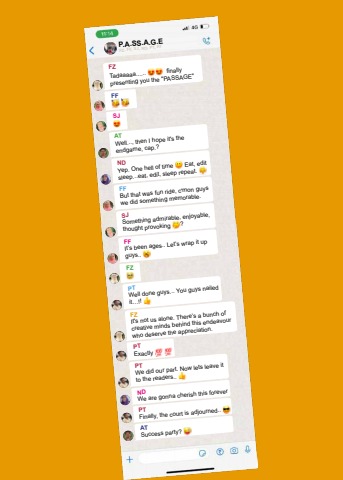 4G
P.A.SS.A.G.E
FZ
Tadaaaaa...... 😍😍 finally
presenting you the "PASSAGE"
FF
SJ
😍
AT
Well..., then I hope it's the
endgame, cap.?
ND
Yep. One hell of time 😄 Eat, edit
sleep...eat, edit, sleep repeat.
FF
But that was fun ride, c'mon guys
we did something memorable.
SJ
Something admirable, enjoyable,
thought provoking 🤔?
FF
It's been ages.. Let's wrap it up
guys..
FZ
PT
Well done guys... You guys nailed
it...!! 👍
FZ
It's not us alone. There's a bunch of
creative minds behind this endeavour
who deserve the appreciation.
PT
Exactly 💯 💯
PT
We did our part. Now lets leave it
to the readers.. 👍
ND
We are gonna cherish this forever
PT
Finally, the court is adjourned.. 😎
AT
Success party? 😜